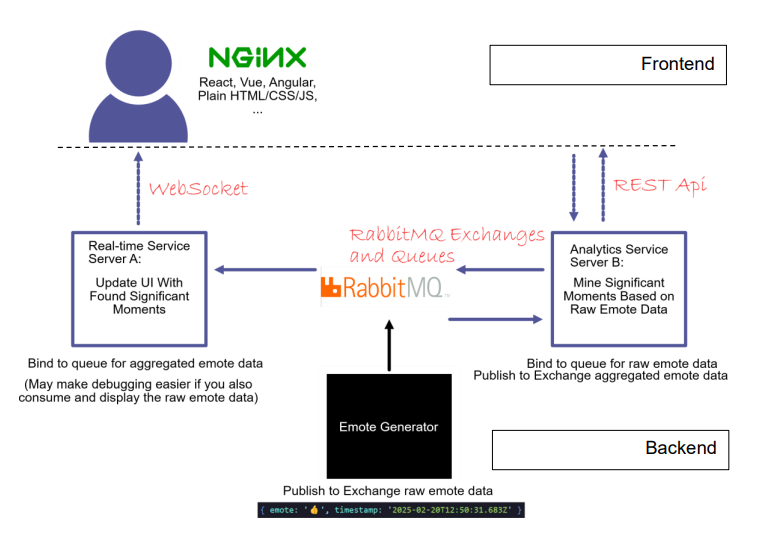 NGINX
React, Vue, Angular,
Plain HTML/CSS/JS,
...
Frontend
WebSocket
REST Api
RabbitMQ Exchanges
and Queues
Real-time Service
Server A:
Update UI With
Found Significant
Moments
RabbitMQ
TM
Analytics Service
Server B:
Mine Significant
Moments Based on
Raw Emote Data
Bind to queue for aggregated emote data
(May make debugging easier if you also
consume and display the raw emote data)
Bind to queue for raw emote data
Publish to Exchange aggregated emote data
Emote Generator
Backend
Publish to Exchange raw emote data
{ emote: '👍', timestamp: '2025-02-20T12:50:31.683Z' }